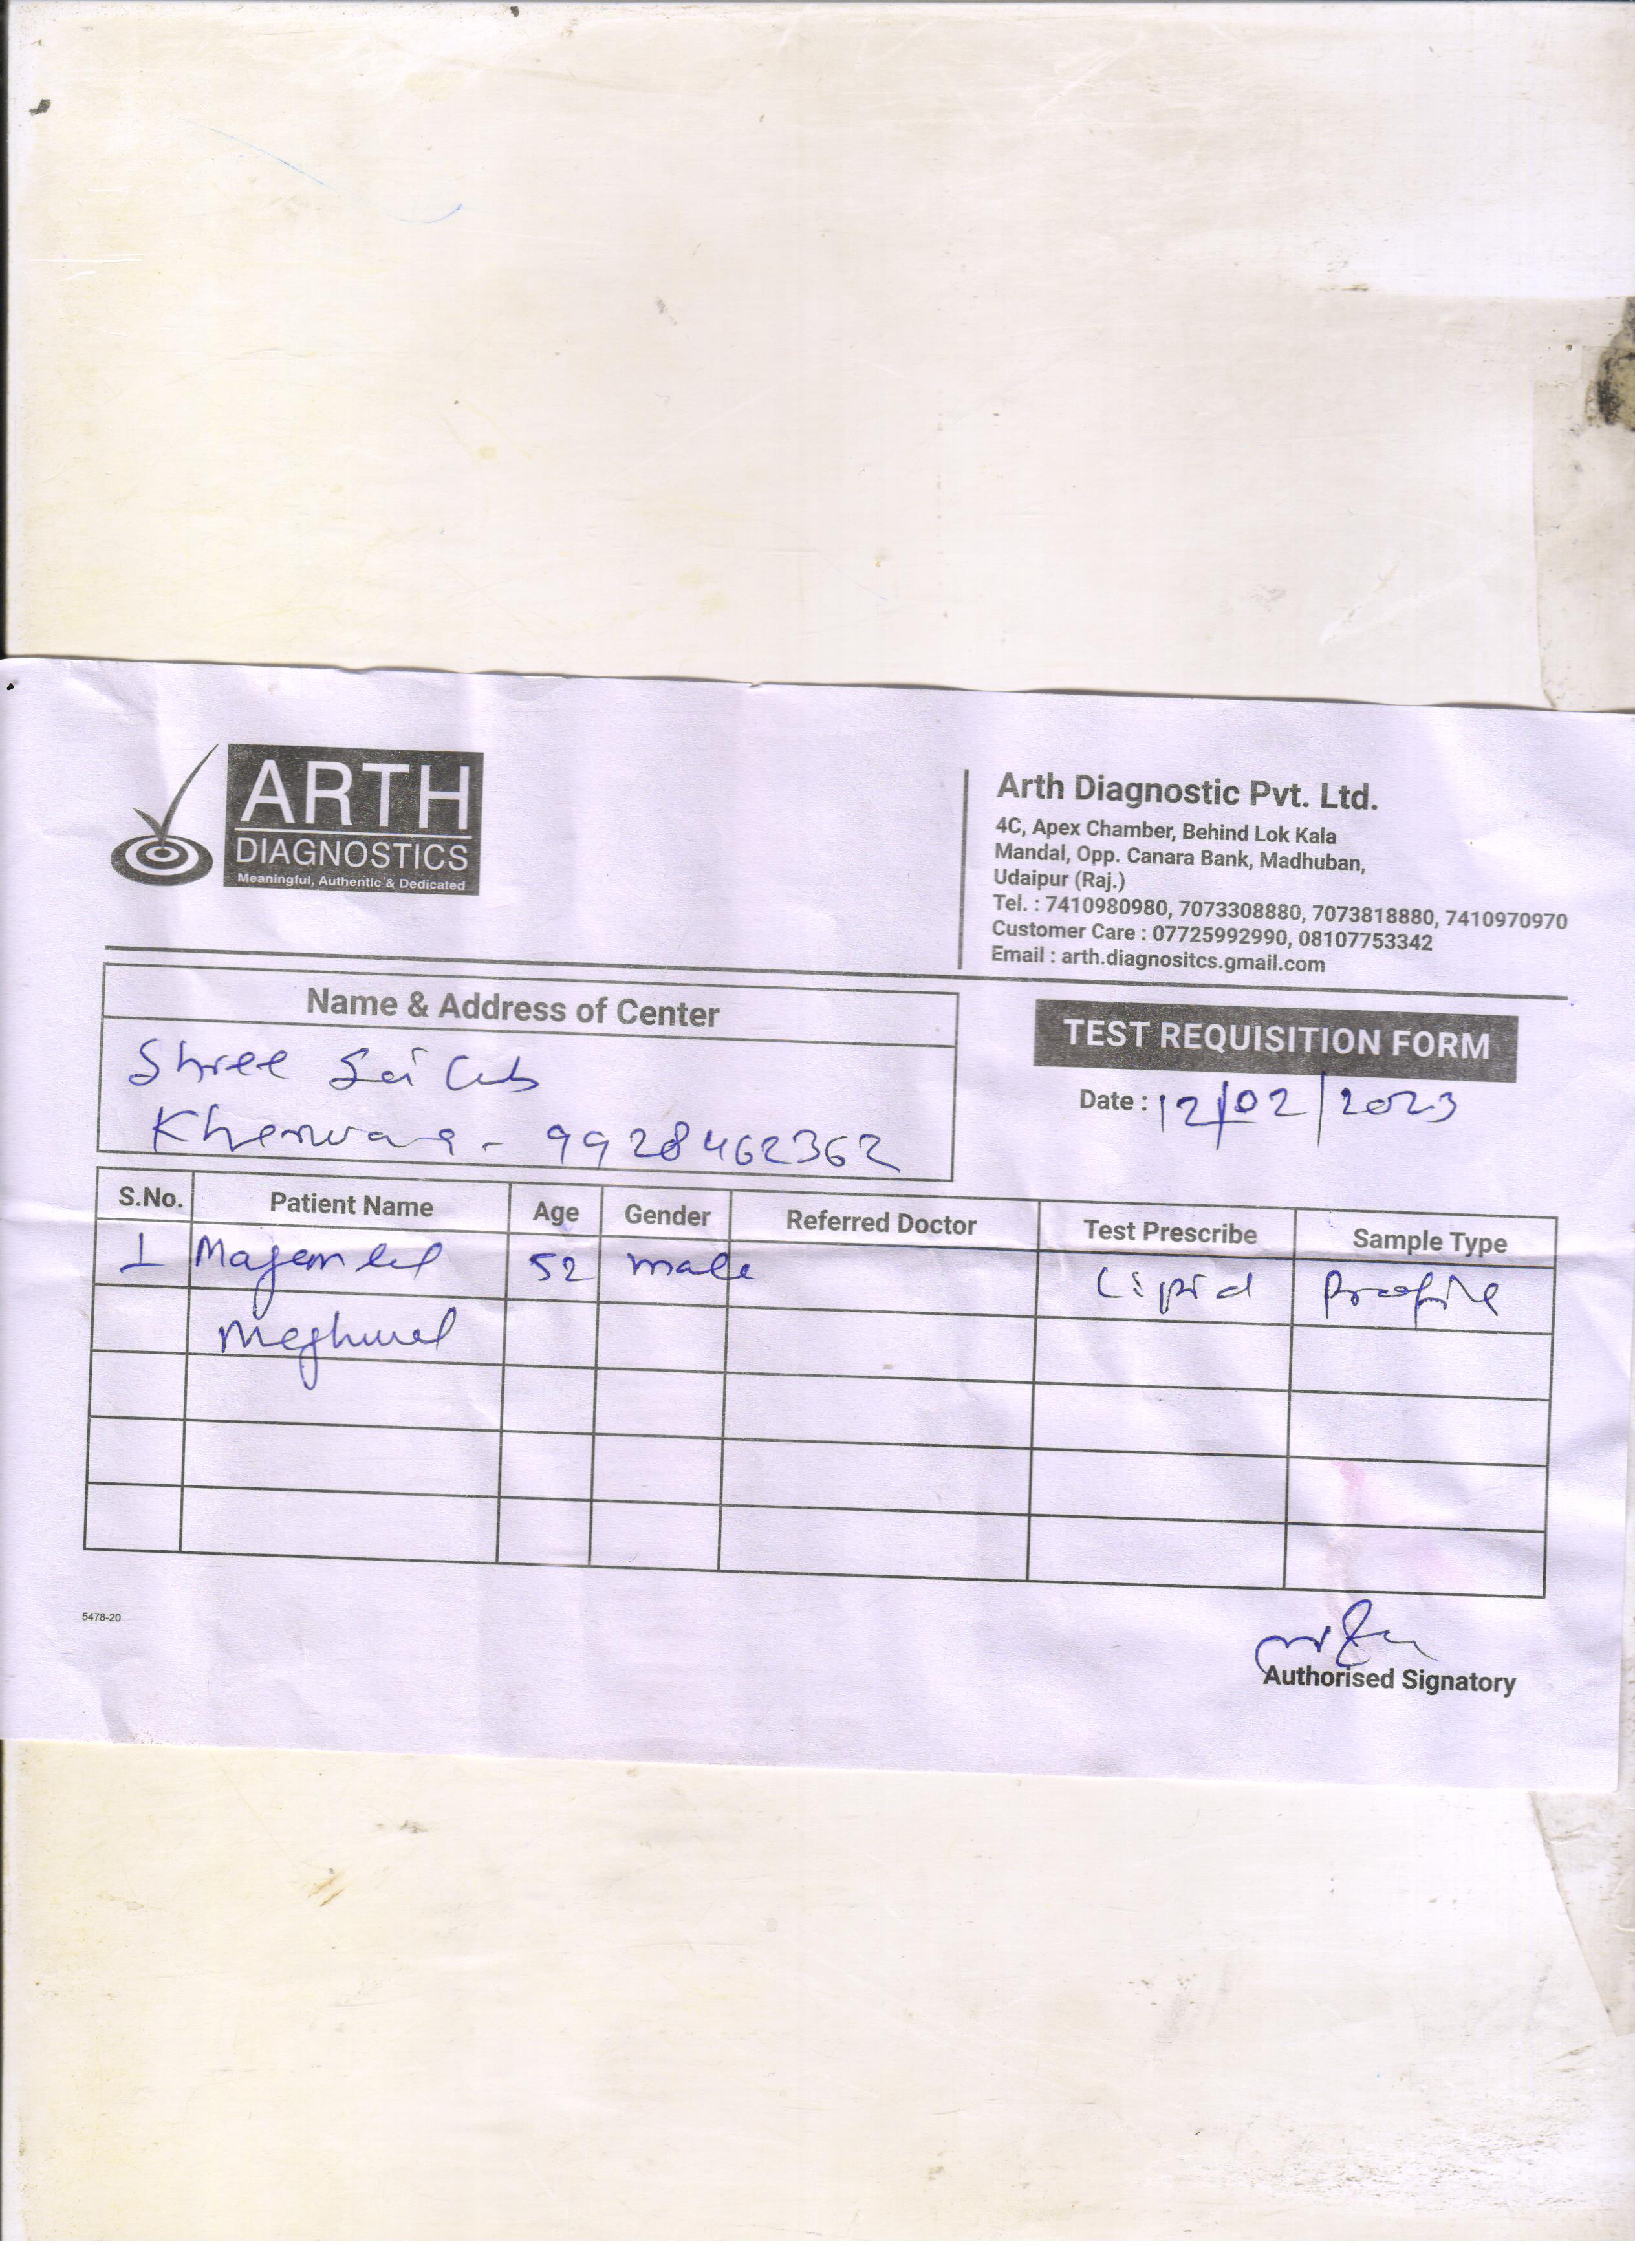 ARTH
DIAGNOSTICS
Meaningful, Authentic & Dedicated
Arth Diagnostic Pvt. Ltd.
4C, Apex Chamber, Behind Lok Kala
Mandal, Opp. Canara Bank, Madhuban,
Udaipur (Raj.)
Tel. : 7410980980, 7073308880, 7073818880, 7410970970
Customer Care : 07725992990, 08107753342
Email : arth.diagnositcs.gmail.com
Name & Address of Center
Shree Sai
Kherwara - 9928462362
TEST REQUISITION FORM
Date : 12/02/2023
S.No. Patient Name Age Gender Referred Doctor Test Prescribe Sample Type
1 52 male Lipid Profile
Meghwal
5478-20
Authorised Signatory